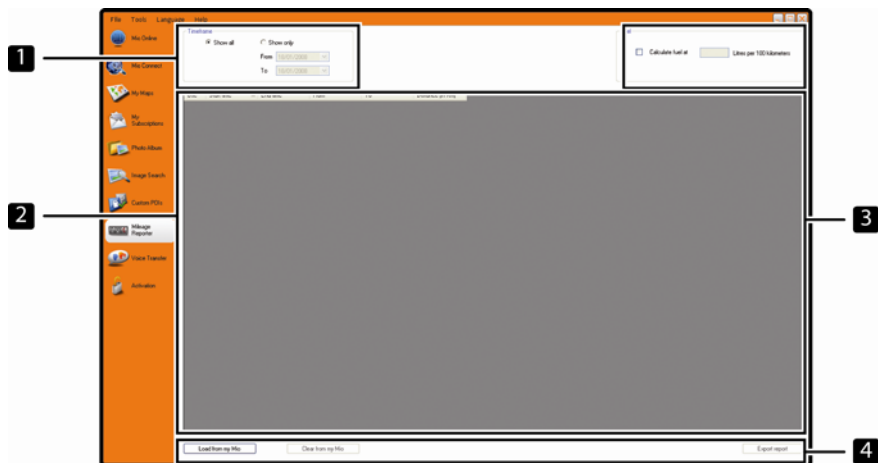 File Tools Language Help
Mio Online
Mio Connect
My Maps
My Subscriptions
Photo Album
Image Search
Custom POIs
Mileage Reporter
Voice Transfer
Activation
Timeframe
Show all Show only
From
To
Calculate fuel at Litres per 100 kilometers
Load from my Mio Clear from my Mio Export report
1
2
3
4